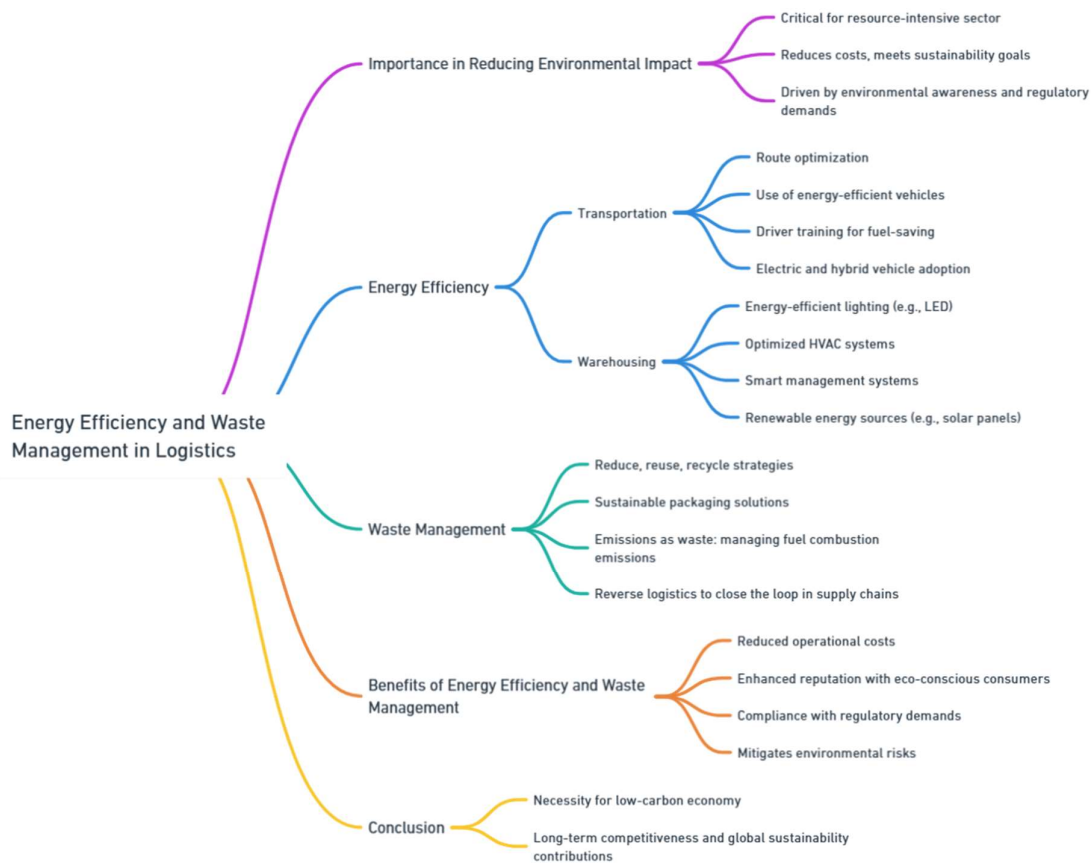 Energy Efficiency and Waste
Management in Logistics
Importance in Reducing Environmental Impact
Critical for resource-intensive sector
Reduces costs, meets sustainability goals
Driven by environmental awareness and regulatory
demands
Energy Efficiency
Transportation
Route optimization
Use of energy-efficient vehicles
Driver training for fuel-saving
Electric and hybrid vehicle adoption
Warehousing
Energy-efficient lighting (e.g., LED)
Optimized HVAC systems
Smart management systems
Renewable energy sources (e.g., solar panels)
Waste Management
Reduce, reuse, recycle strategies
Sustainable packaging solutions
Emissions as waste: managing fuel combustion
emissions
Reverse logistics to close the loop in supply chains
Benefits of Energy Efficiency and Waste
Management
Reduced operational costs
Enhanced reputation with eco-conscious consumers
Compliance with regulatory demands
Mitigates environmental risks
Conclusion
Necessity for low-carbon economy
Long-term competitiveness and global sustainability
contributions